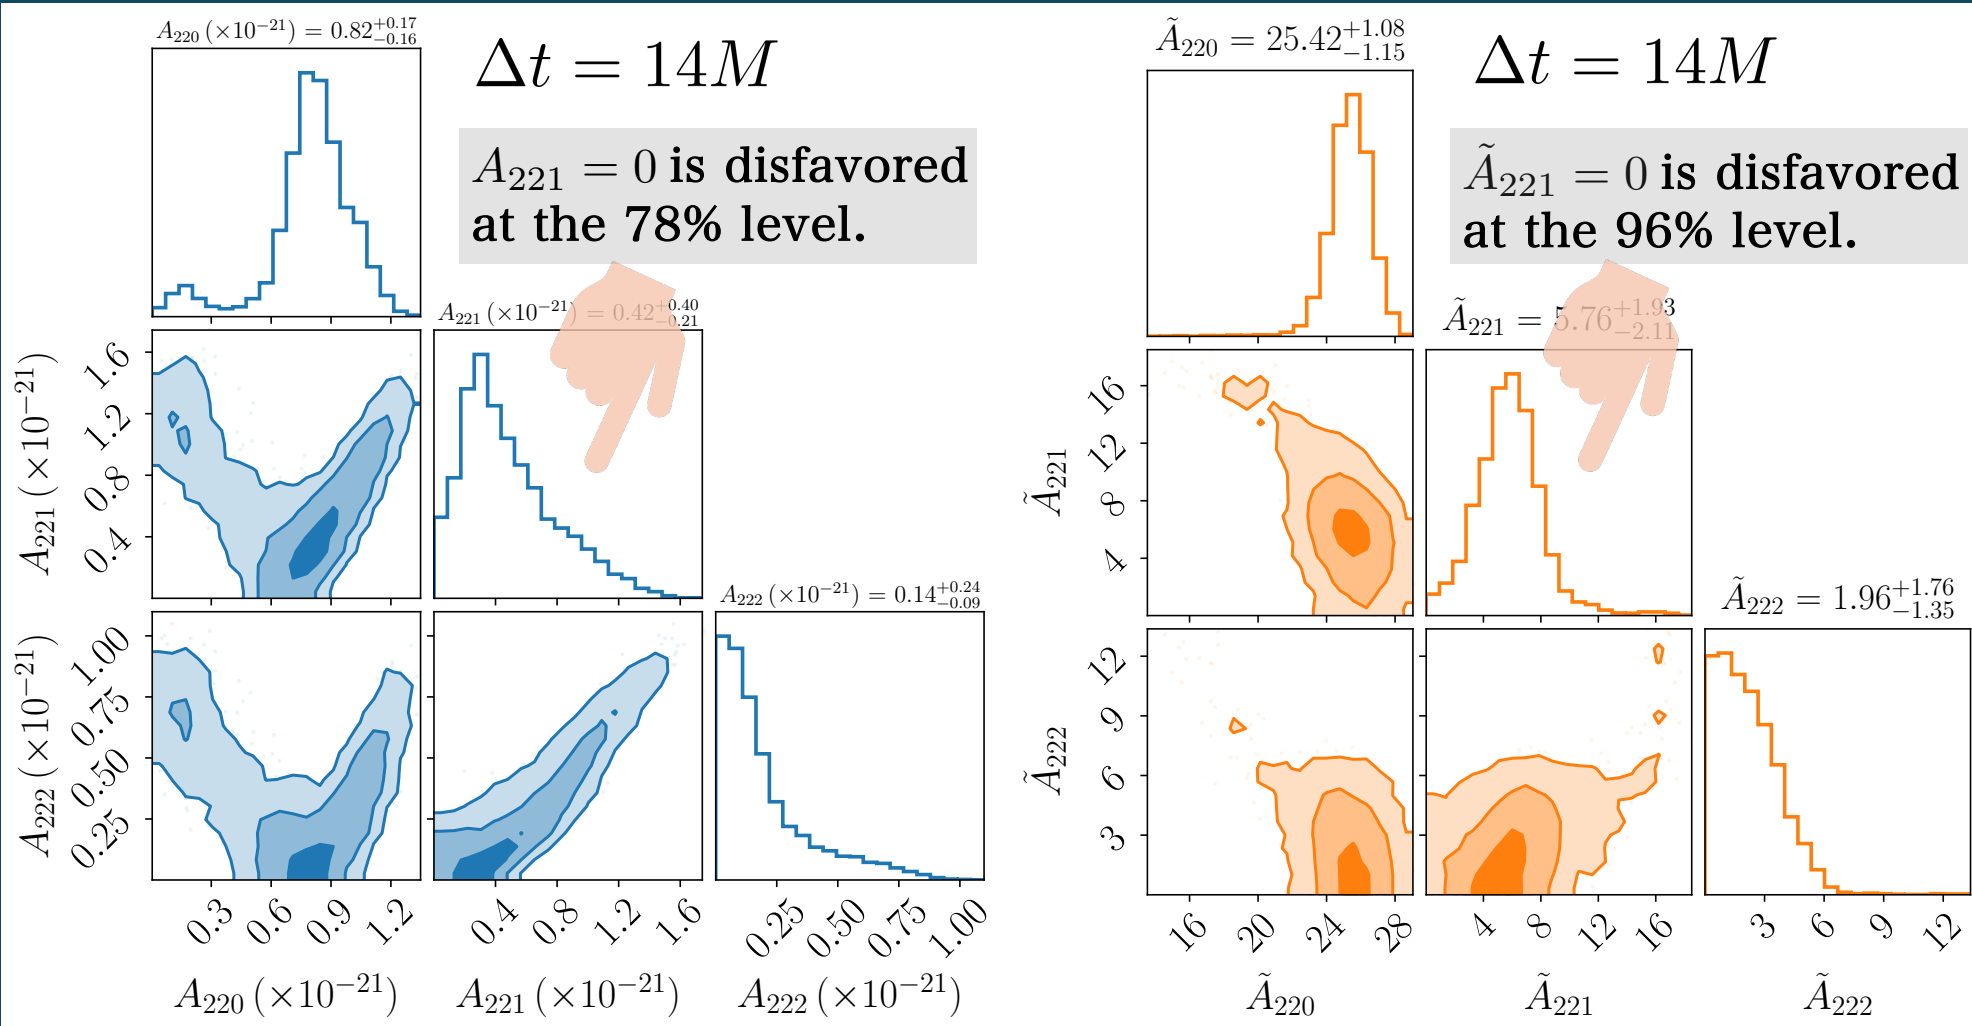 A₂₂₀ (×10⁻²¹) = 0.82⁺⁰·¹⁷₋₀.₁₆
Δt = 14M
A₂₂₁ = 0 is disfavored
at the 78% level.
A₂₂₁ (×10⁻²¹) = 0.42⁺⁰·⁴⁰₋₀.₂₁
A₂₂₂ (×10⁻²¹) = 0.14⁺⁰·²⁴₋₀.₀₉
A₂₂₁ (×10⁻²¹)
1.6
1.2
0.8
0.4
A₂₂₂ (×10⁻²¹)
1.00
0.75
0.50
0.25
0.3 0.6 0.9 1.2
0.4 0.8 1.2 1.6
0.25 0.50 0.75 1.00
A₂₂₀ (×10⁻²¹)
A₂₂₁ (×10⁻²¹)
A₂₂₂ (×10⁻²¹)
Ã₂₂₀ = 25.42⁺¹·⁰⁸₋₁.₁₅
Δt = 14M
Ã₂₂₁ = 0 is disfavored
at the 96% level.
Ã₂₂₁ = 5.76⁺¹·⁹³₋₂.₁₁
Ã₂₂₂ = 1.96⁺¹·⁷⁶₋₁.₃₅
Ã₂₂₁
16
12
8
4
Ã₂₂₂
12
9
6
3
16 20 24 28
4 8 12 16
3 6 9 12
Ã₂₂₀
Ã₂₂₁
Ã₂₂₂